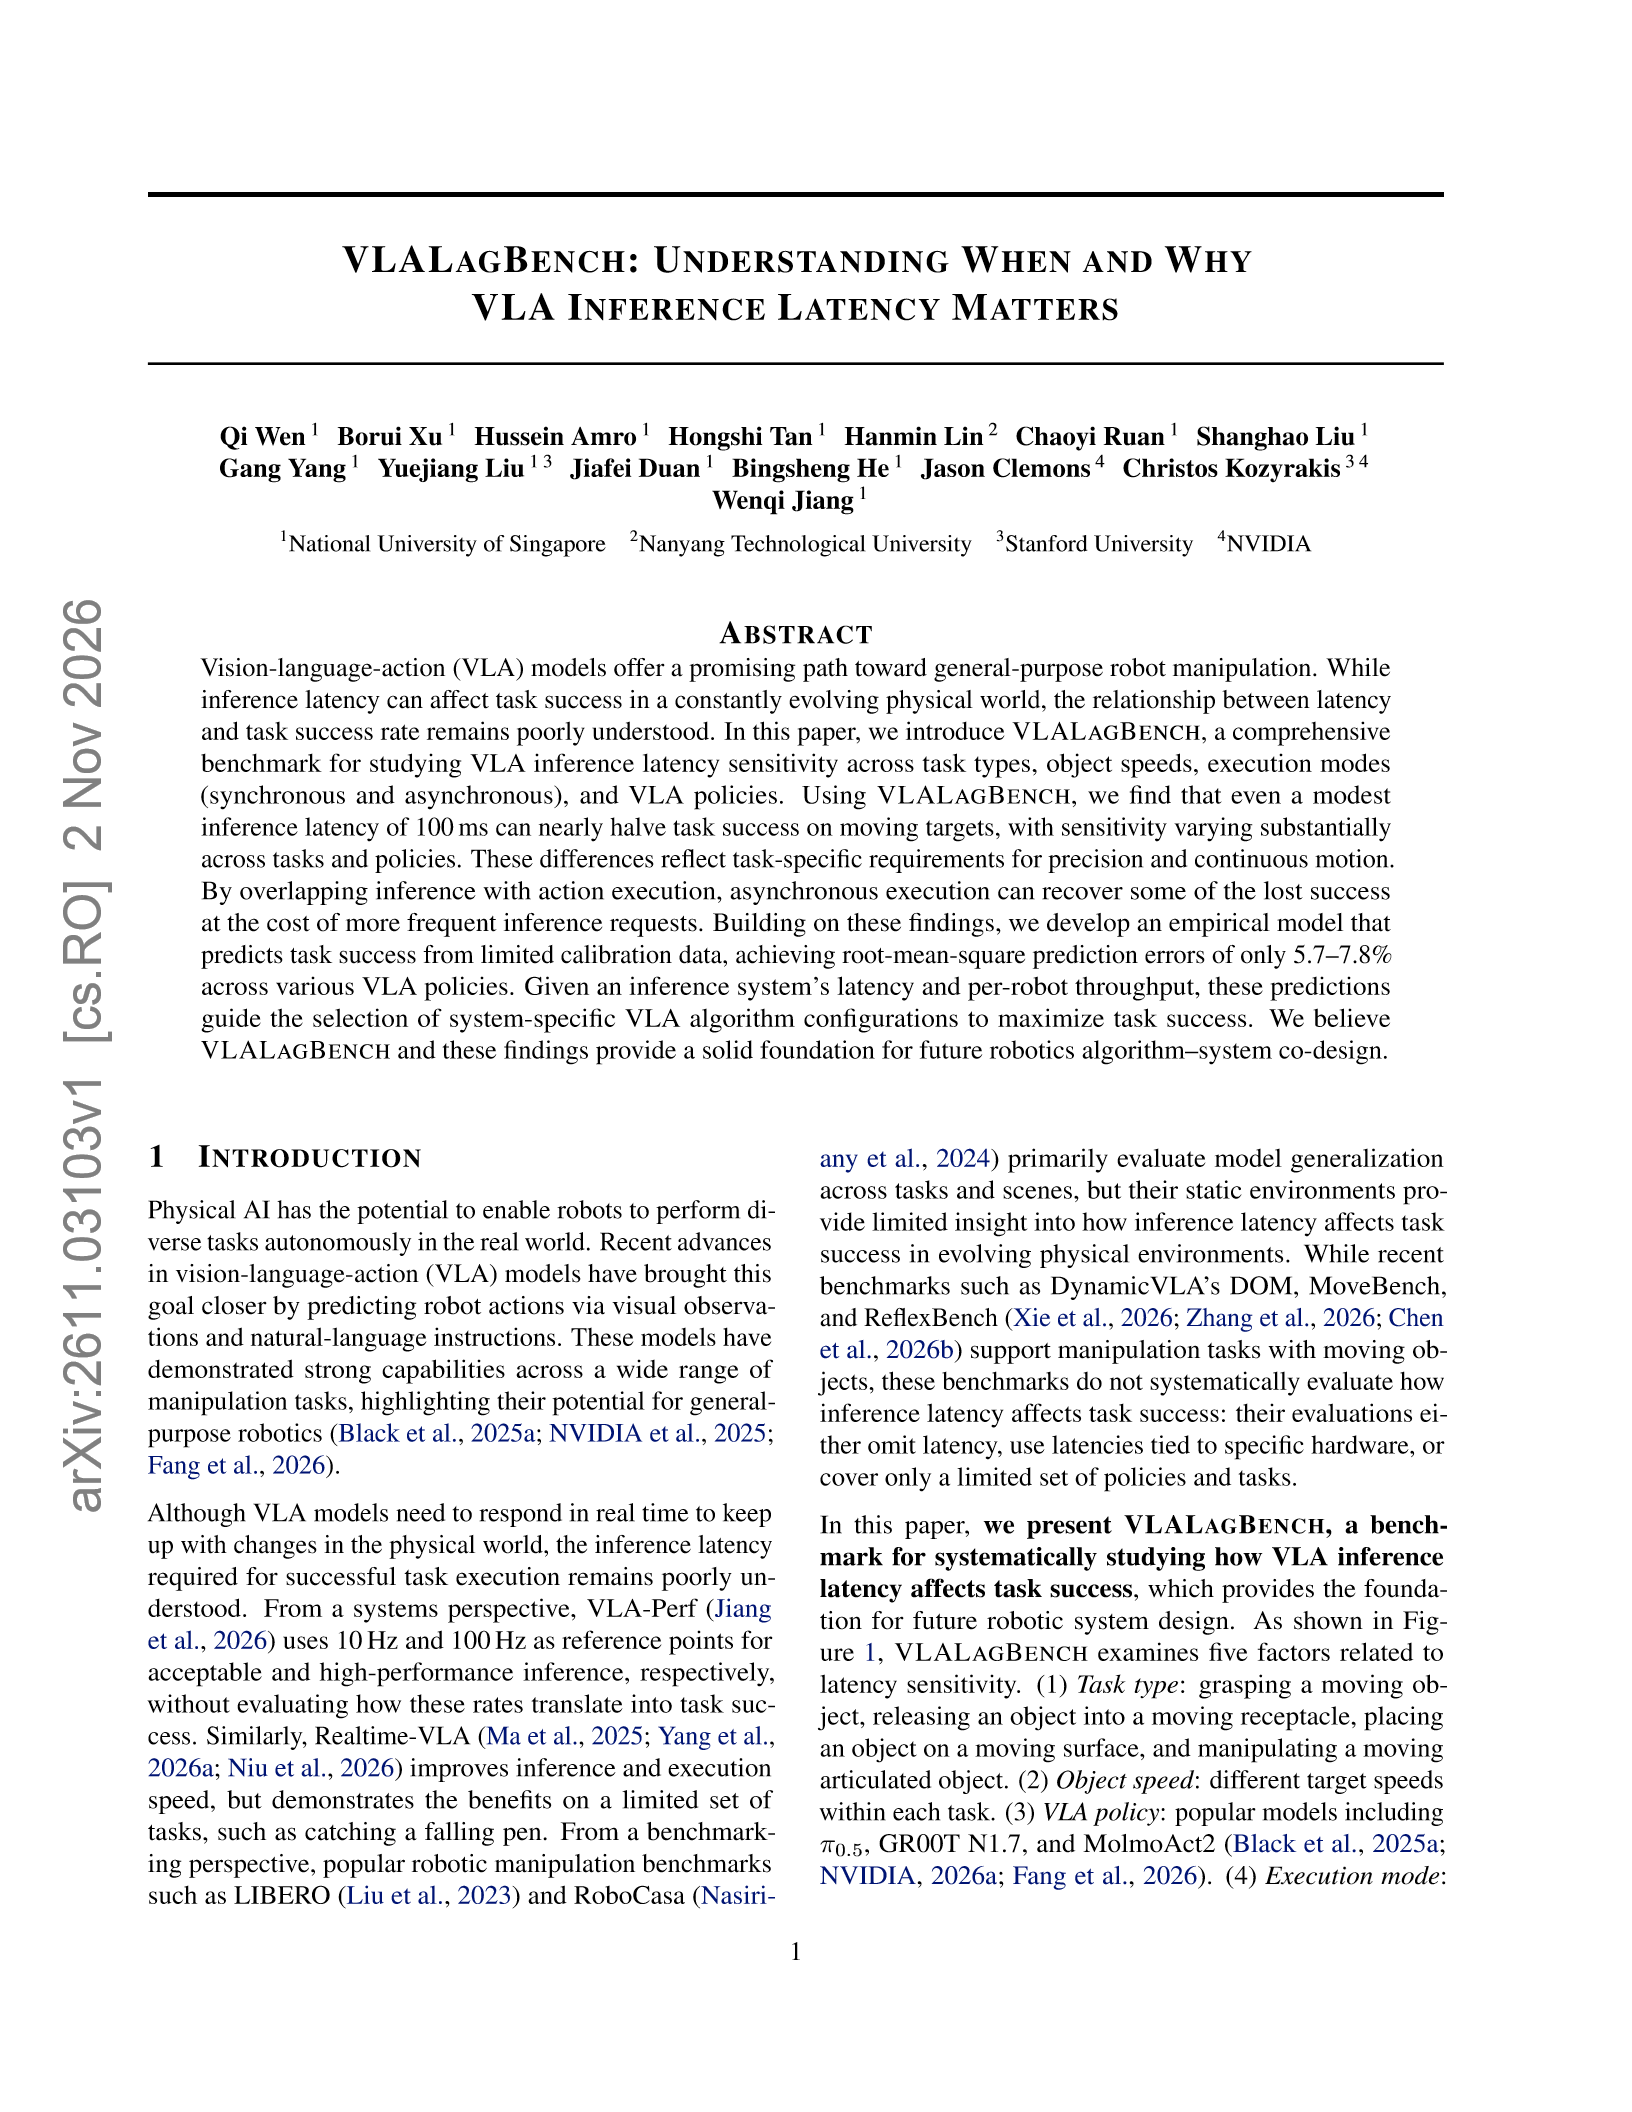 VLALAGBENCH: UNDERSTANDING WHEN AND WHY
VLA INFERENCE LATENCY MATTERS
Qi Wen 1 Borui Xu 1 Hussein Amro 1 Hongshi Tan 1 Hanmin Lin 2 Chaoyi Ruan 1 Shanghao Liu 1
Gang Yang 1 Yuejiang Liu 1 3 Jiafei Duan 1 Bingsheng He 1 Jason Clemons 4 Christos Kozyrakis 3 4
Wenqi Jiang 1
1National University of Singapore 2Nanyang Technological University 3Stanford University 4NVIDIA
arXiv:2611.03103v1 [cs.RO] 2 Nov 2026
ABSTRACT
Vision-language-action (VLA) models offer a promising path toward general-purpose robot manipulation. While
inference latency can affect task success in a constantly evolving physical world, the relationship between latency
and task success rate remains poorly understood. In this paper, we introduce VLALAGBENCH, a comprehensive
benchmark for studying VLA inference latency sensitivity across task types, object speeds, execution modes
(synchronous and asynchronous), and VLA policies. Using VLALAGBENCH, we find that even a modest
inference latency of 100 ms can nearly halve task success on moving targets, with sensitivity varying substantially
across tasks and policies. These differences reflect task-specific requirements for precision and continuous motion.
By overlapping inference with action execution, asynchronous execution can recover some of the lost success
at the cost of more frequent inference requests. Building on these findings, we develop an empirical model that
predicts task success from limited calibration data, achieving root-mean-square prediction errors of only 5.7–7.8%
across various VLA policies. Given an inference system's latency and per-robot throughput, these predictions
guide the selection of system-specific VLA algorithm configurations to maximize task success. We believe
VLALAGBENCH and these findings provide a solid foundation for future robotics algorithm–system co-design.
1 INTRODUCTION
Physical AI has the potential to enable robots to perform di-
verse tasks autonomously in the real world. Recent advances
in vision-language-action (VLA) models have brought this
goal closer by predicting robot actions via visual observa-
tions and natural-language instructions. These models have
demonstrated strong capabilities across a wide range of
manipulation tasks, highlighting their potential for general-
purpose robotics (Black et al., 2025a; NVIDIA et al., 2025;
Fang et al., 2026).
Although VLA models need to respond in real time to keep
up with changes in the physical world, the inference latency
required for successful task execution remains poorly un-
derstood. From a systems perspective, VLA-Perf (Jiang
et al., 2026) uses 10 Hz and 100 Hz as reference points for
acceptable and high-performance inference, respectively,
without evaluating how these rates translate into task suc-
cess. Similarly, Realtime-VLA (Ma et al., 2025; Yang et al.,
2026a; Niu et al., 2026) improves inference and execution
speed, but demonstrates the benefits on a limited set of
tasks, such as catching a falling pen. From a benchmark-
ing perspective, popular robotic manipulation benchmarks
such as LIBERO (Liu et al., 2023) and RoboCasa (Nasiri-
any et al., 2024) primarily evaluate model generalization
across tasks and scenes, but their static environments pro-
vide limited insight into how inference latency affects task
success in evolving physical environments. While recent
benchmarks such as DynamicVLA's DOM, MoveBench,
and ReflexBench (Xie et al., 2026; Zhang et al., 2026; Chen
et al., 2026b) support manipulation tasks with moving ob-
jects, these benchmarks do not systematically evaluate how
inference latency affects task success: their evaluations ei-
ther omit latency, use latencies tied to specific hardware, or
cover only a limited set of policies and tasks.
In this paper, we present VLALAGBENCH, a bench-
mark for systematically studying how VLA inference
latency affects task success, which provides the founda-
tion for future robotic system design. As shown in Fig-
ure 1, VLALAGBENCH examines five factors related to
latency sensitivity. (1) Task type: grasping a moving ob-
ject, releasing an object into a moving receptacle, placing
an object on a moving surface, and manipulating a moving
articulated object. (2) Object speed: different target speeds
within each task. (3) VLA policy: popular models including
π0.5, GR00T N1.7, and MolmoAct2 (Black et al., 2025a;
NVIDIA, 2026a; Fang et al., 2026). (4) Execution mode:
1